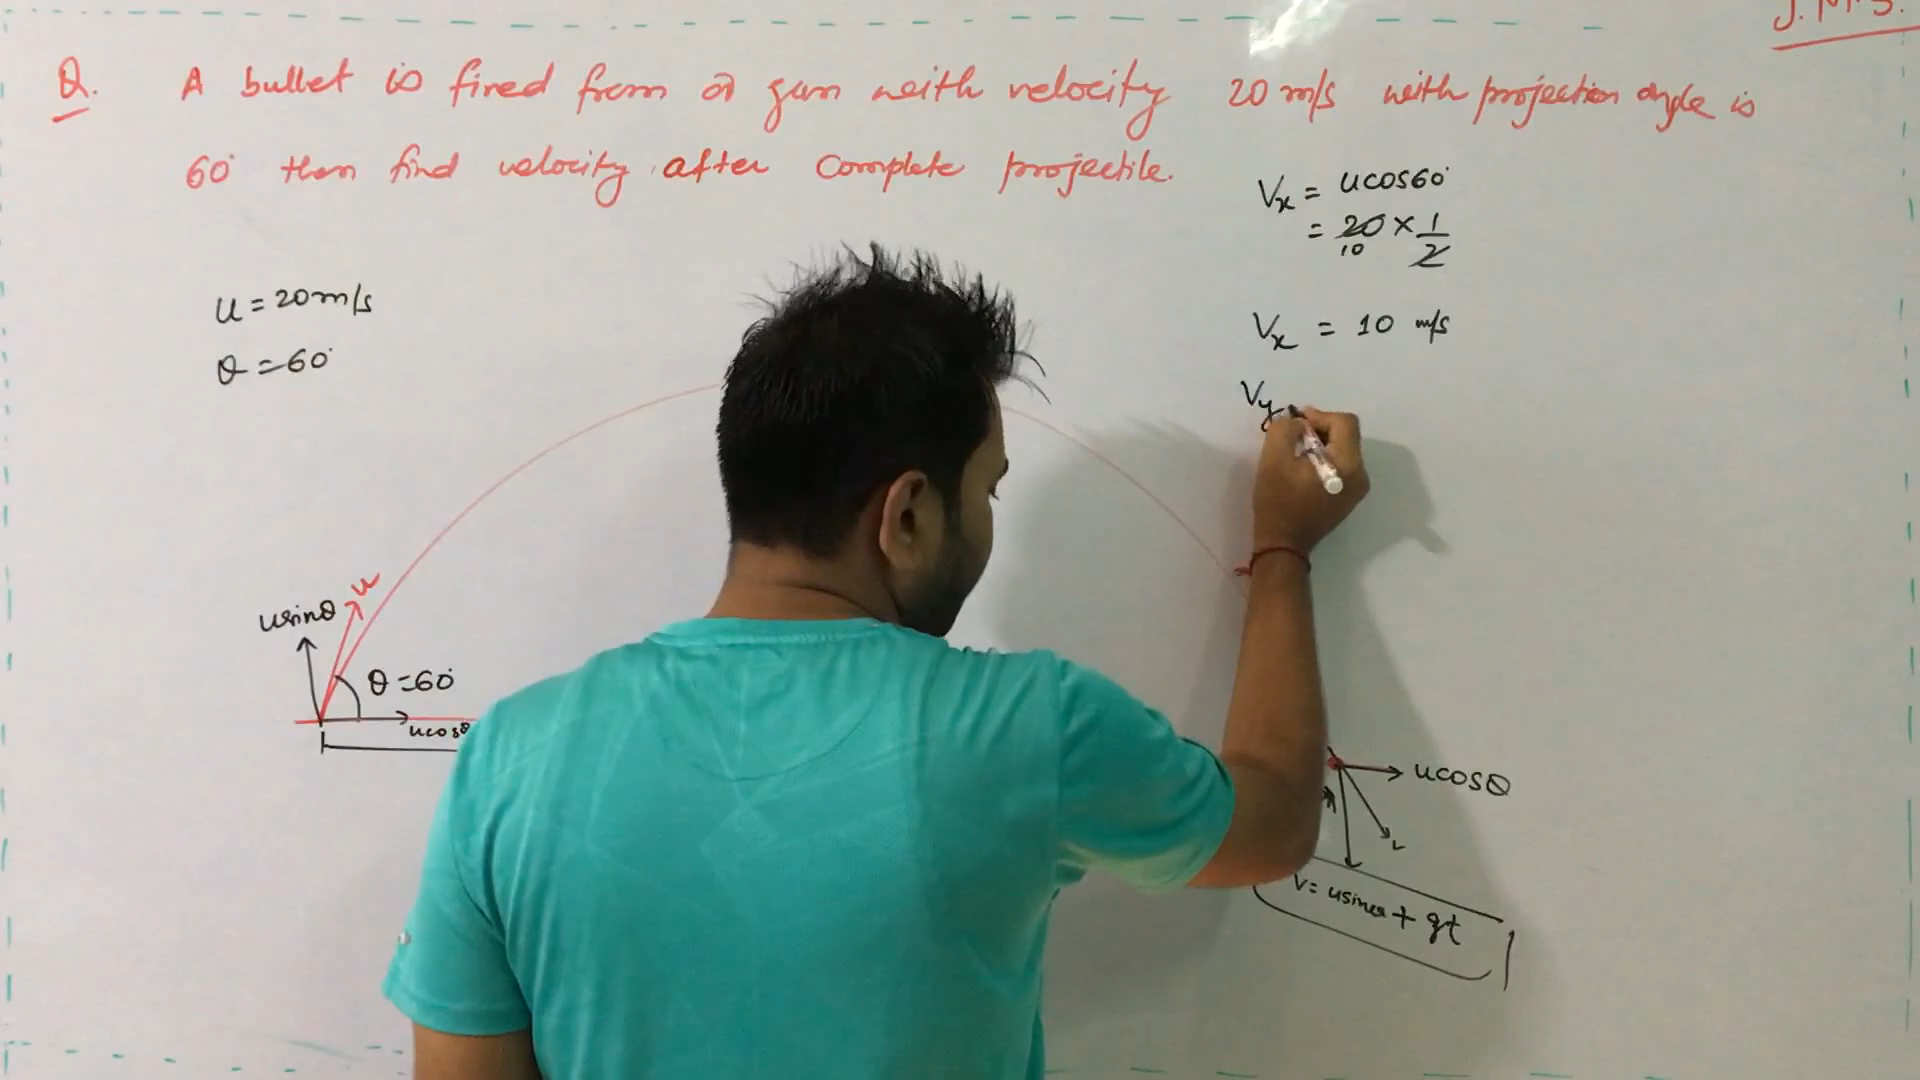 J.M.S.
Q. A bullet is fired from a gun with velocity 20 m/s with projection angle is
60° then find velocity after complete projectile.
Vx = ucos60°
= 20 × 1/2
10
Vx = 10 m/s
Vy
u = 20m/s
θ = 60°
u
usinθ
θ = 60°
ucosθ
ucosθ
+ gt